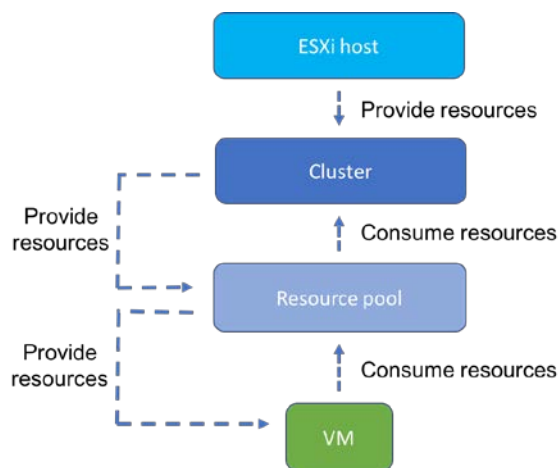 ESXi host
Provide resources
Cluster
Provide
resources
Consume resources
Resource pool
Provide
resources
Consume resources
VM